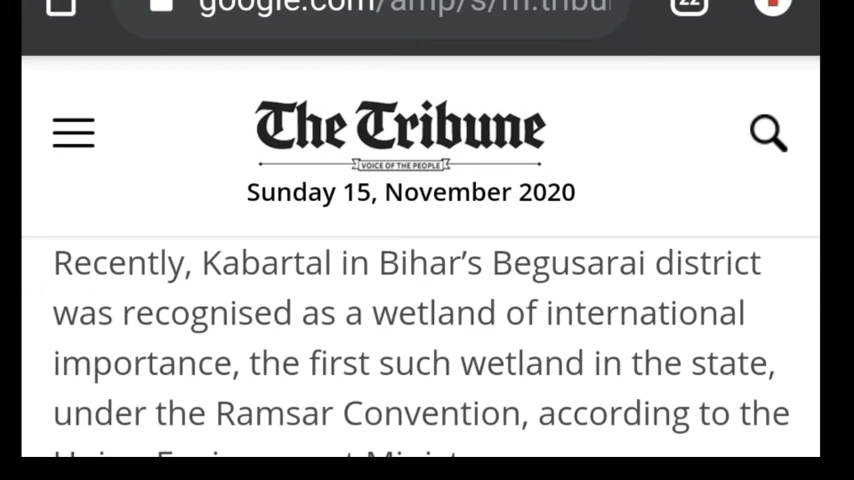 google.com/amp/s/m.tribu
22
The Tribune
VOICE OF THE PEOPLE
Sunday 15, November 2020
Recently, Kabartal in Bihar’s Begusarai district
was recognised as a wetland of international
importance, the first such wetland in the state,
under the Ramsar Convention, according to the